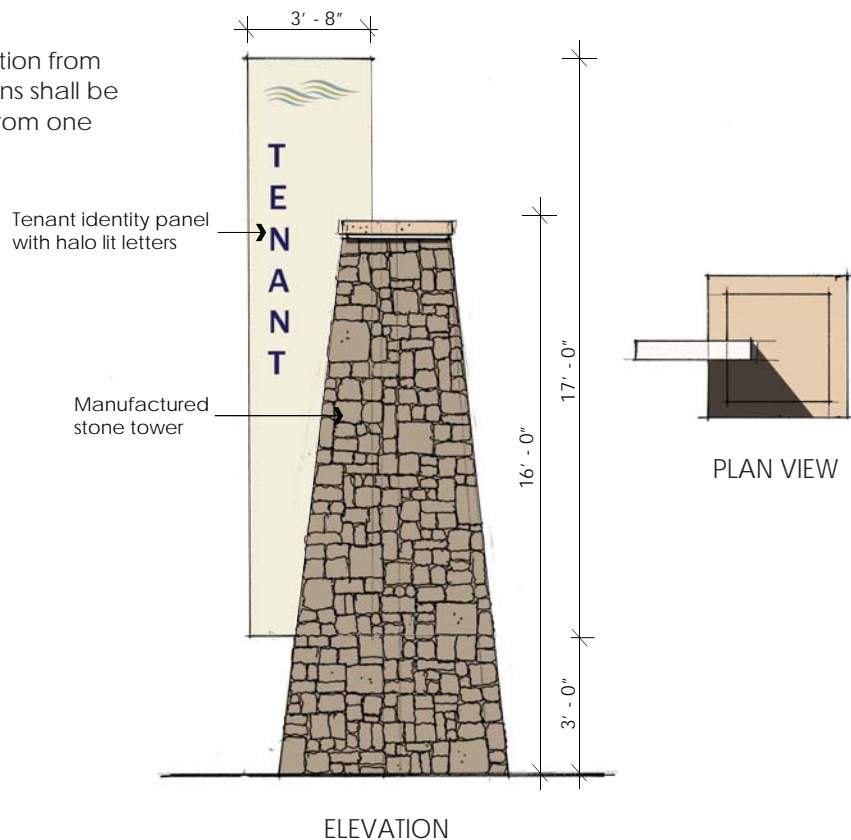 3' - 8"
tion from
ns shall be
rom one
T
E
N
A
N
T
Tenant identity panel
with halo lit letters
Manufactured
stone tower
16' - 0"
17' - 0"
3' - 0"
PLAN VIEW
ELEVATION